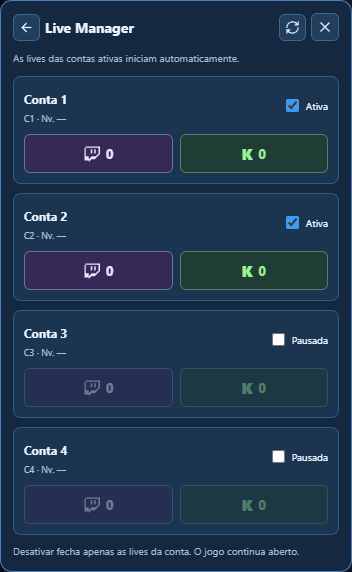 Live Manager
As lives das contas ativas iniciam automaticamente.
Conta 1
Ativa
C1 · Nv. —
0
K 0
Conta 2
Ativa
C2 · Nv. —
0
K 0
Conta 3
Pausada
C3 · Nv. —
0
K 0
Conta 4
Pausada
C4 · Nv. —
0
K 0
Desativar fecha apenas as lives da conta. O jogo continua aberto.